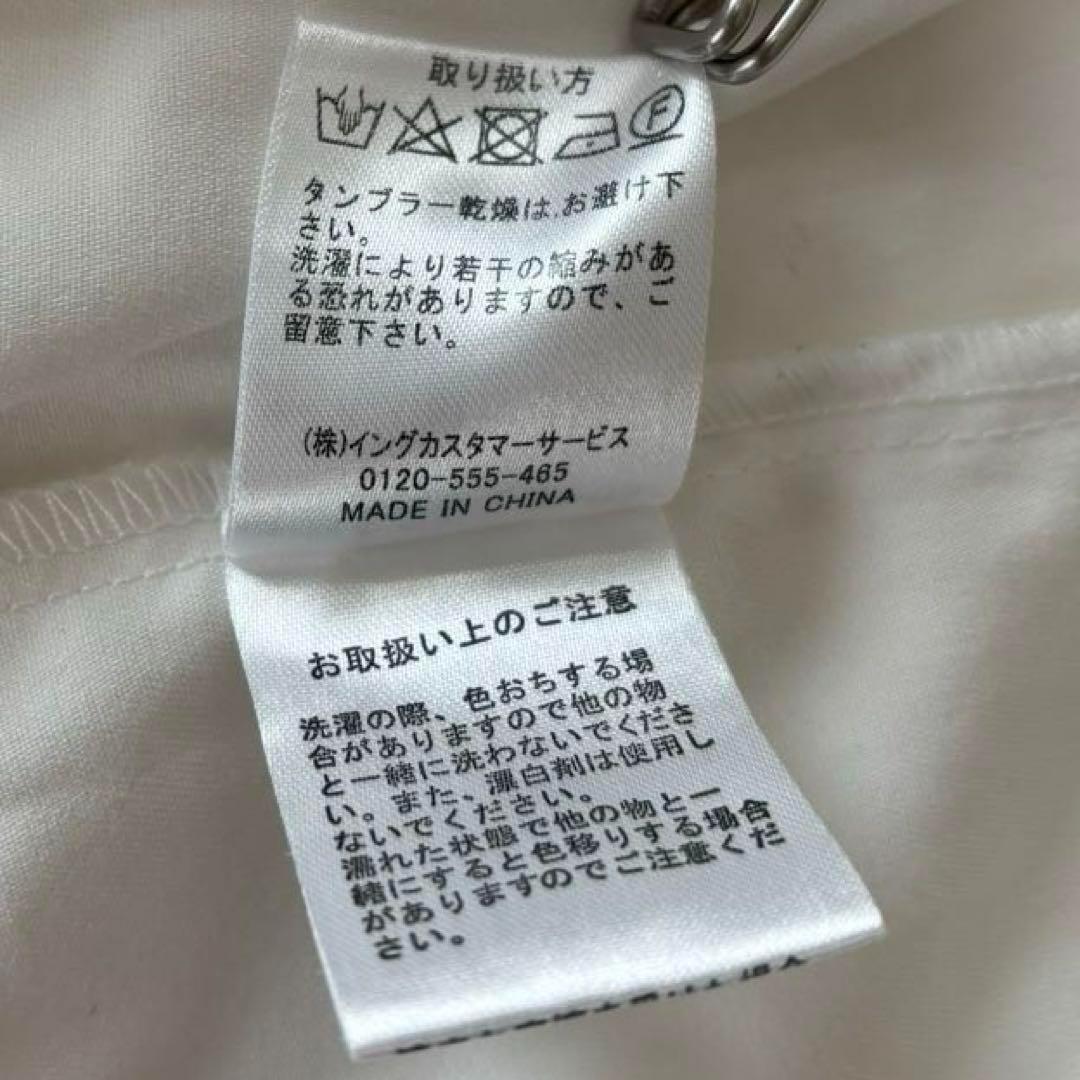 取り扱い方
F
タンブラー乾燥は、お避け下
さい。
洗濯により若干の縮みがあ
る恐れがありますので、ご
留意下さい。
(株)イングカスタマーサービス
0120-555-465
MADE IN CHINA
お取扱い上のご注意
洗濯の際、色おちする場
合がありますので他の物
と一緒に洗わないでくださ
い。また、漂白剤は使用し
ないでください。
濡れた状態で他の物と一
緒にすると色移りする場合
がありますのでご注意くだ
さい。